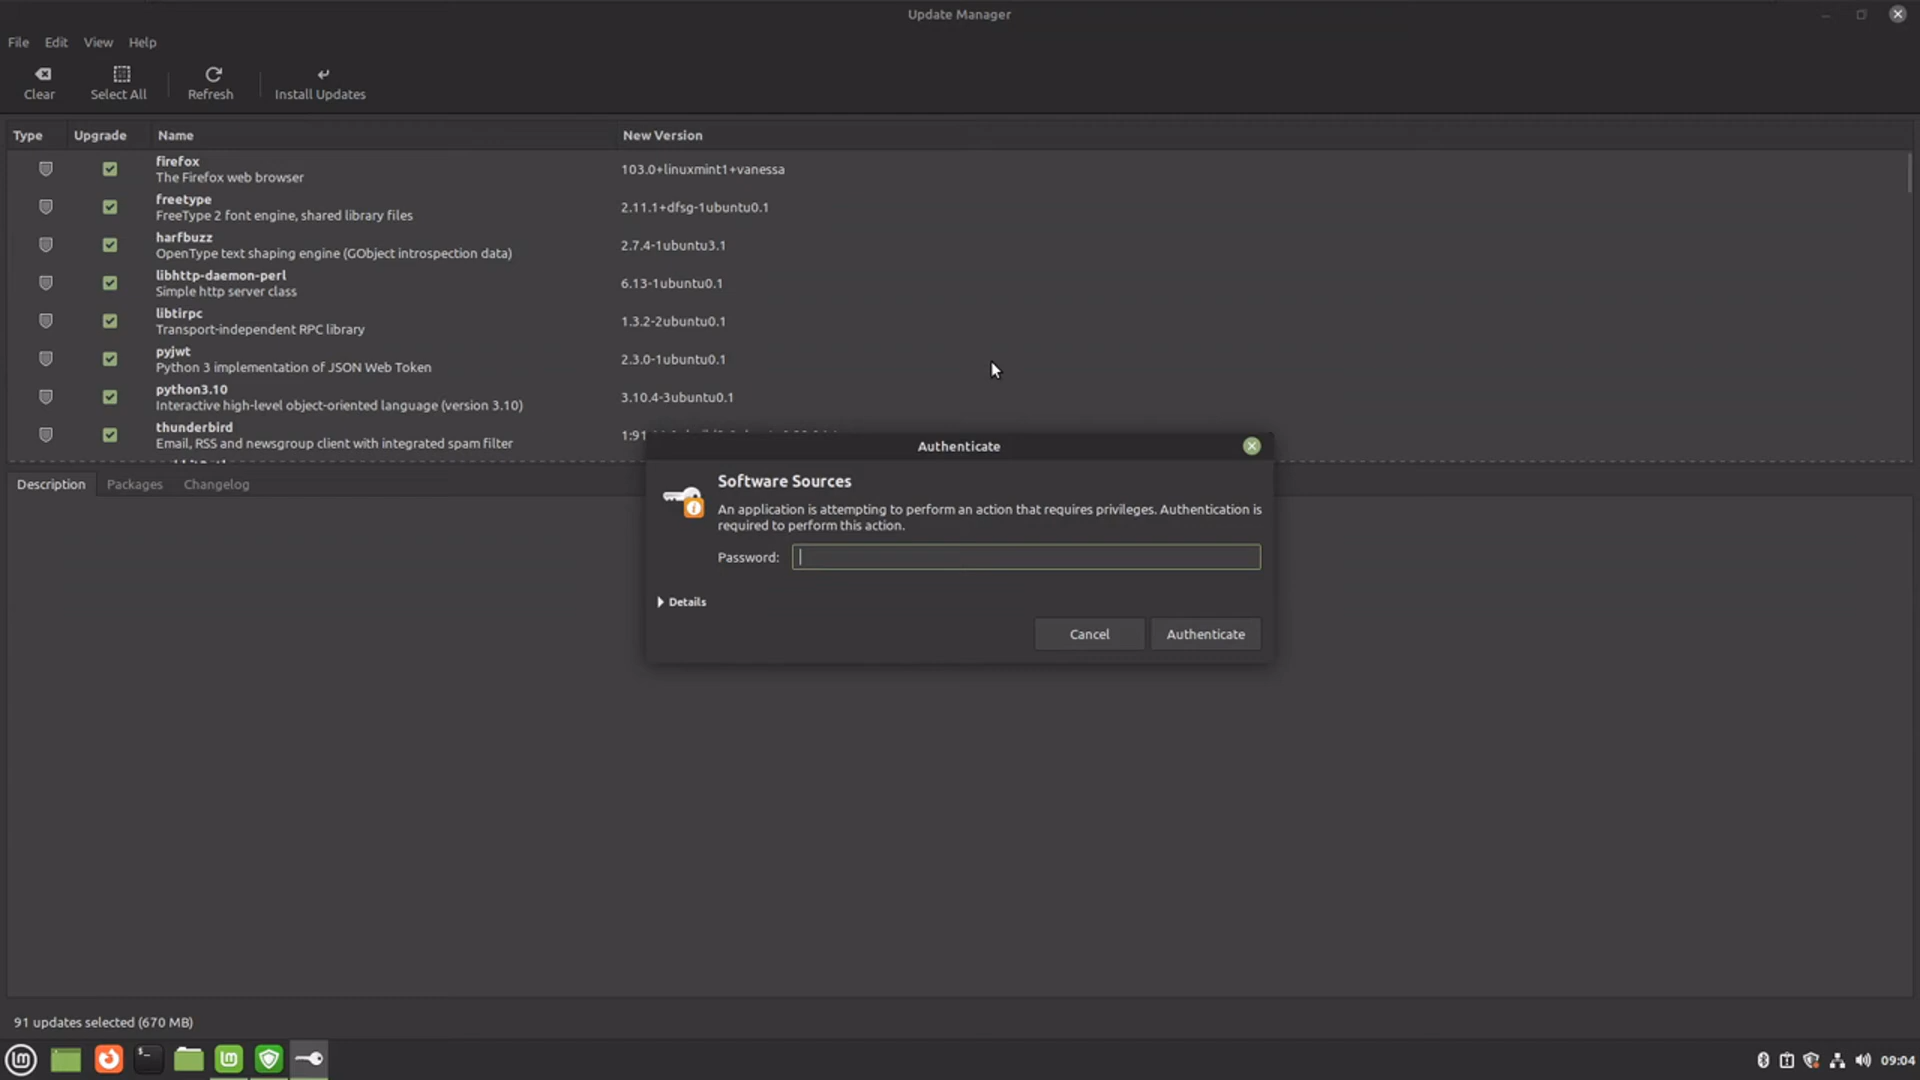 Update Manager
File Edit View Help
Clear Select All Refresh Install Updates
Type Upgrade Name New Version
firefox
The Firefox web browser
103.0+linuxmint1+vanessa
freetype
FreeType 2 font engine, shared library files
2.11.1+dfsg-1ubuntu0.1
harfbuzz
OpenType text shaping engine (GObject introspection data)
2.7.4-1ubuntu3.1
libhttp-daemon-perl
Simple http server class
6.13-1ubuntu0.1
libtirpc
Transport-independent RPC library
1.3.2-2ubuntu0.1
pyjwt
Python 3 implementation of JSON Web Token
2.3.0-1ubuntu0.1
python3.10
Interactive high-level object-oriented language (version 3.10)
3.10.4-3ubuntu0.1
thunderbird
Email, RSS and newsgroup client with integrated spam filter
1:91
Authenticate
Software Sources
An application is attempting to perform an action that requires privileges. Authentication is
required to perform this action.
Password:
Details
Cancel Authenticate
Description Packages Changelog
91 updates selected (670 MB)
09:04